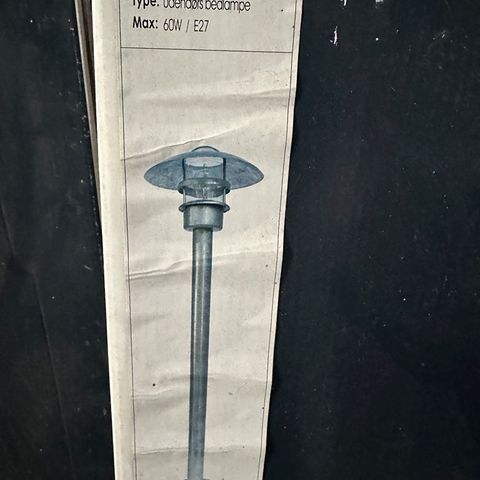 Type: Udendørs bedlampe
Max: 60W / E27